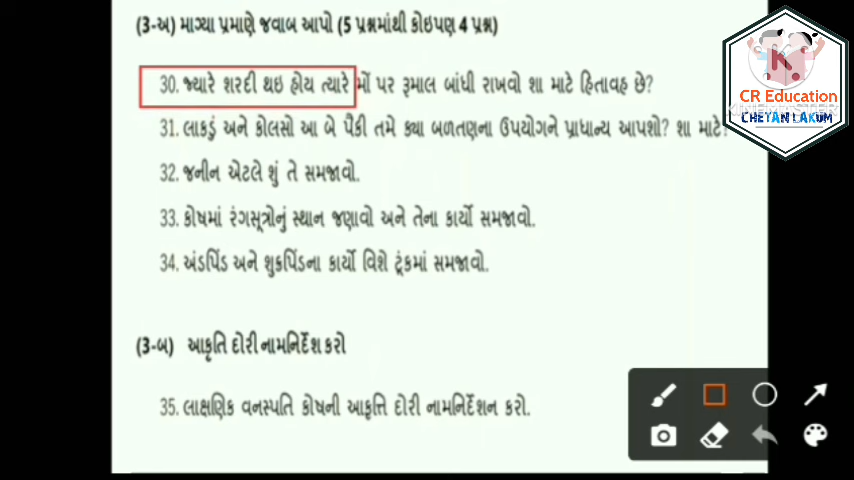 (3-અ) માગ્યા પ્રમાણે જવાબ આપો (5 પ્રશ્નમાંથી કોઇપણ 4 પ્રશ્ન)
30. જ્યારે શરદી થઇ હોય ત્યારે મોં પર રૂમાલ બાંધી રાખવો શા માટે હિતાવહ છે?
31. લાકડું અને કોલસો આ બે પૈકી તમે ક્યા બળતણના ઉપયોગને પ્રાધાન્ય આપશો? શા માટે?
32. જનીન એટલે શું તે સમજાવો.
33. કોષમાં રંગસૂત્રોનું સ્થાન જણાવો અને તેના કાર્યો સમજાવો.
34. અંડપિંડ અને શુક્રપિંડના કાર્યો વિશે ટૂંકમાં સમજાવો.
(3-બ) આકૃતિ દોરી નામનિર્દેશ કરો
35. લાક્ષણિક વનસ્પતિ કોષની આકૃત્તિ દોરી નામનિર્દેશન કરો.
CR Education
KINEMASTER
CHETAN LAKUM